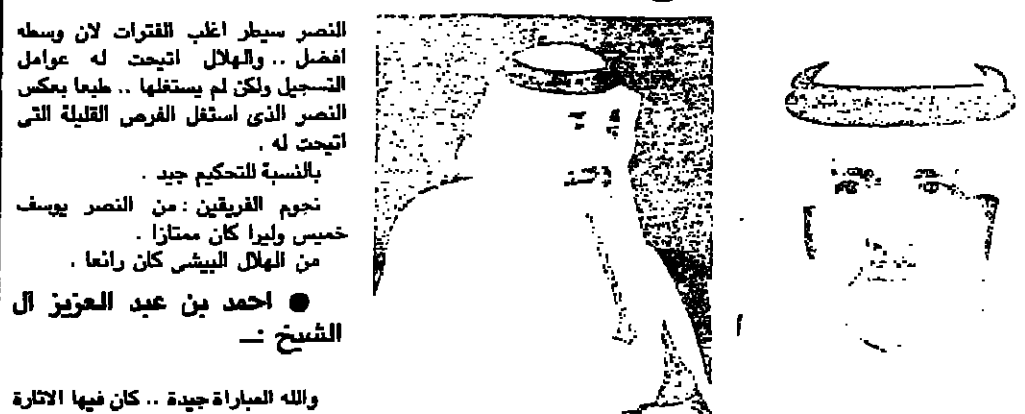 النصر سيطر اغلب الفترات لان وسطه
افضل .. والهلال اتيحت له عوامل
التسجيل ولكن لم يستغلها .. طبعا بعكس
النصر الذى استغل الفرص القليلة التى
اتيحت له .
بالنسبة للتحكيم جيد .
نجوم الفريقين : من النصر يوسف
خميس وليرا كان ممتازا .
من الهلال البيشى كان رائعا .
● احمد بن عبد العزيز ال
الشيخ :ـ
والله المباراة جيدة .. كان فيها الاثارة